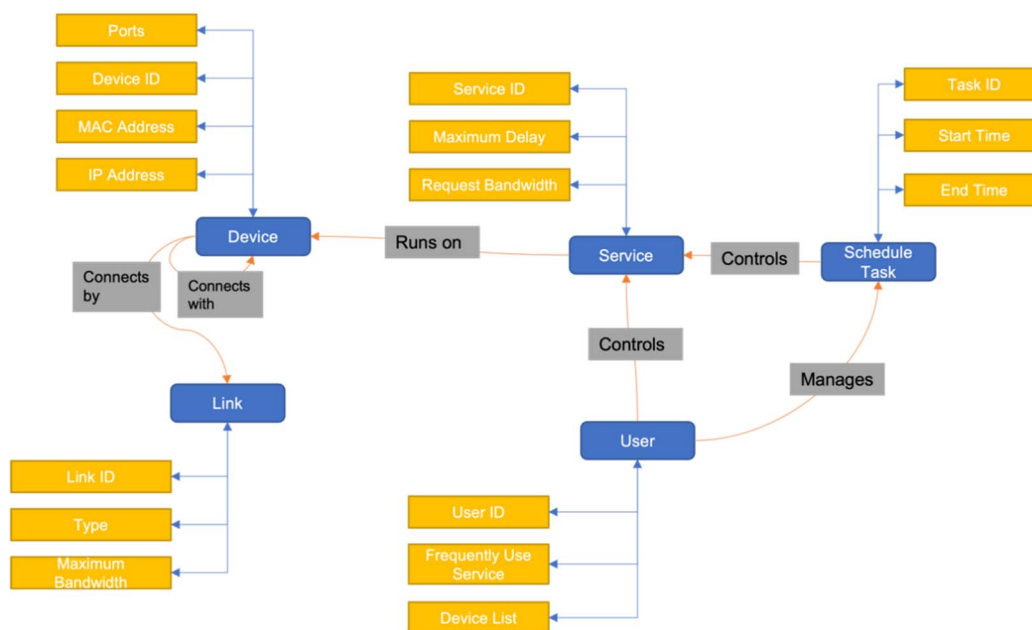 Ports
Device ID
MAC Address
IP Address
Device
Connects
by
Connects
with
Link
Link ID
Type
Maximum
Bandwidth
Runs on
Service ID
Maximum Delay
Request Bandwidth
Service
Controls
User
User ID
Frequently Use
Service
Device List
Controls
Manages
Task ID
Start Time
End Time
Schedule
Task